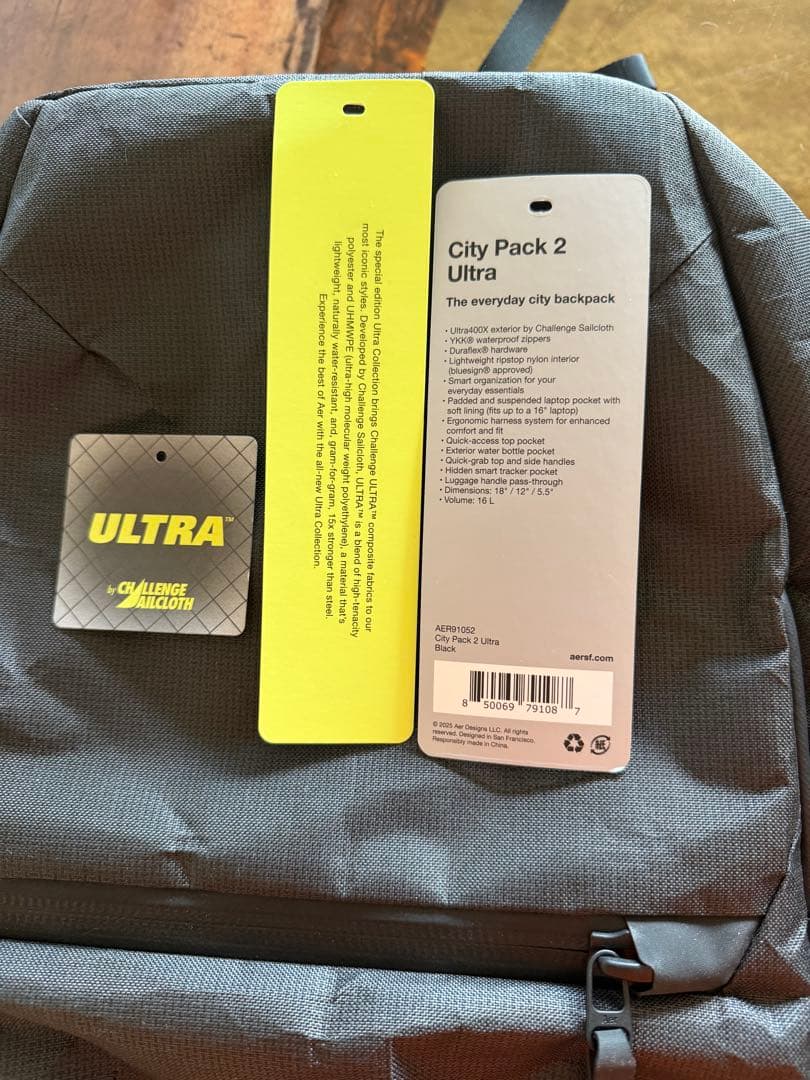 ULTRA™
by CHALLENGE
SAILCLOTH
The special edition Ultra Collection brings Challenge ULTRA™ composite fabrics to our
most iconic styles. Developed by Challenge Sailcloth, ULTRA™ is a blend of high-tenacity
polyester and UHMWPE (ultra-high molecular weight polyethylene), a material that's
lightweight, naturally water-resistant, and, gram-for-gram, 15x stronger than steel.
Experience the best of Aer with the all-new Ultra Collection.
City Pack 2
Ultra
The everyday city backpack
• Ultra400X exterior by Challenge Sailcloth
• YKK® waterproof zippers
• Duraflex® hardware
• Lightweight ripstop nylon interior
(bluesign® approved)
• Smart organization for your
everyday essentials
• Padded and suspended laptop pocket with
soft lining (fits up to a 16" laptop)
• Ergonomic harness system for enhanced
comfort and fit
• Quick-access top pocket
• Exterior water bottle pocket
• Quick-grab top and side handles
• Hidden smart tracker pocket
• Luggage handle pass-through
• Dimensions: 18" / 12" / 5.5"
• Volume: 16 L
AER91052
City Pack 2 Ultra
Black
aersf.com
8 50069 79108 7
© 2025 Aer Designs LLC. All rights
reserved. Designed in San Francisco.
Responsibly made in China.
紙